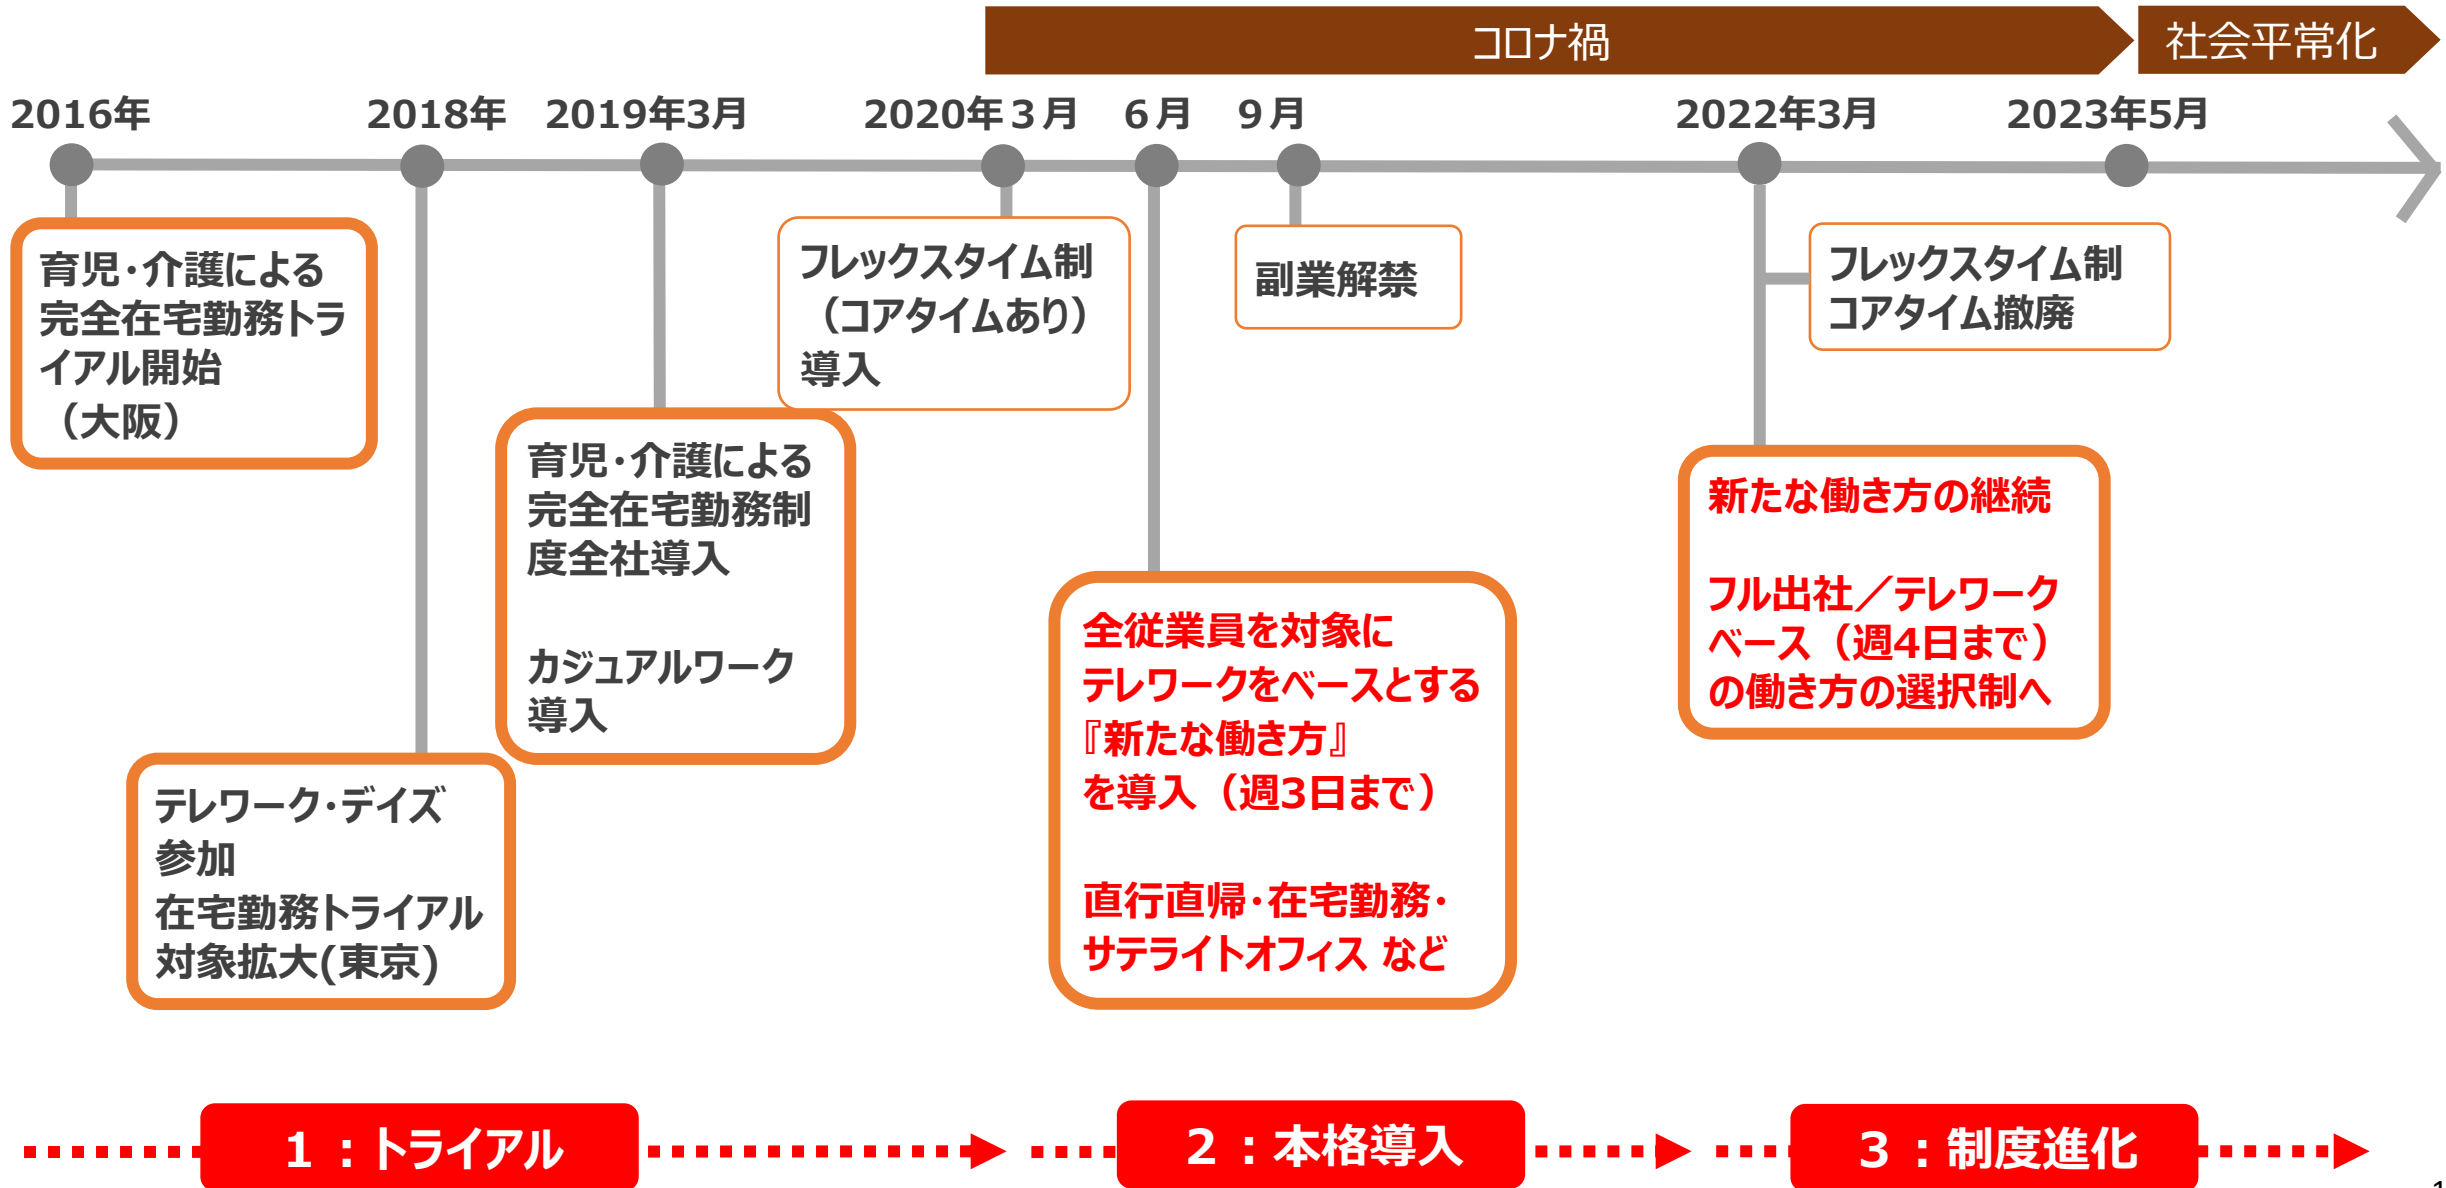 コロナ禍
社会平常化
2016年
2018年
2019年3月
2020年３月
６月
９月
2022年3月
2023年5月
育児・介護による
完全在宅勤務トラ
イアル開始
（大阪）
テレワーク・デイズ
参加
在宅勤務トライアル
対象拡大(東京)
育児・介護による
完全在宅勤務制
度全社導入
カジュアルワーク
導入
フレックスタイム制
（コアタイムあり）
導入
全従業員を対象に
テレワークをベースとする
『新たな働き方』
を導入（週3日まで）
直行直帰・在宅勤務・
サテライトオフィス など
副業解禁
フレックスタイム制
コアタイム撤廃
新たな働き方の継続
フル出社／テレワーク
ベース（週4日まで）
の働き方の選択制へ
１：トライアル
２：本格導入
３：制度進化